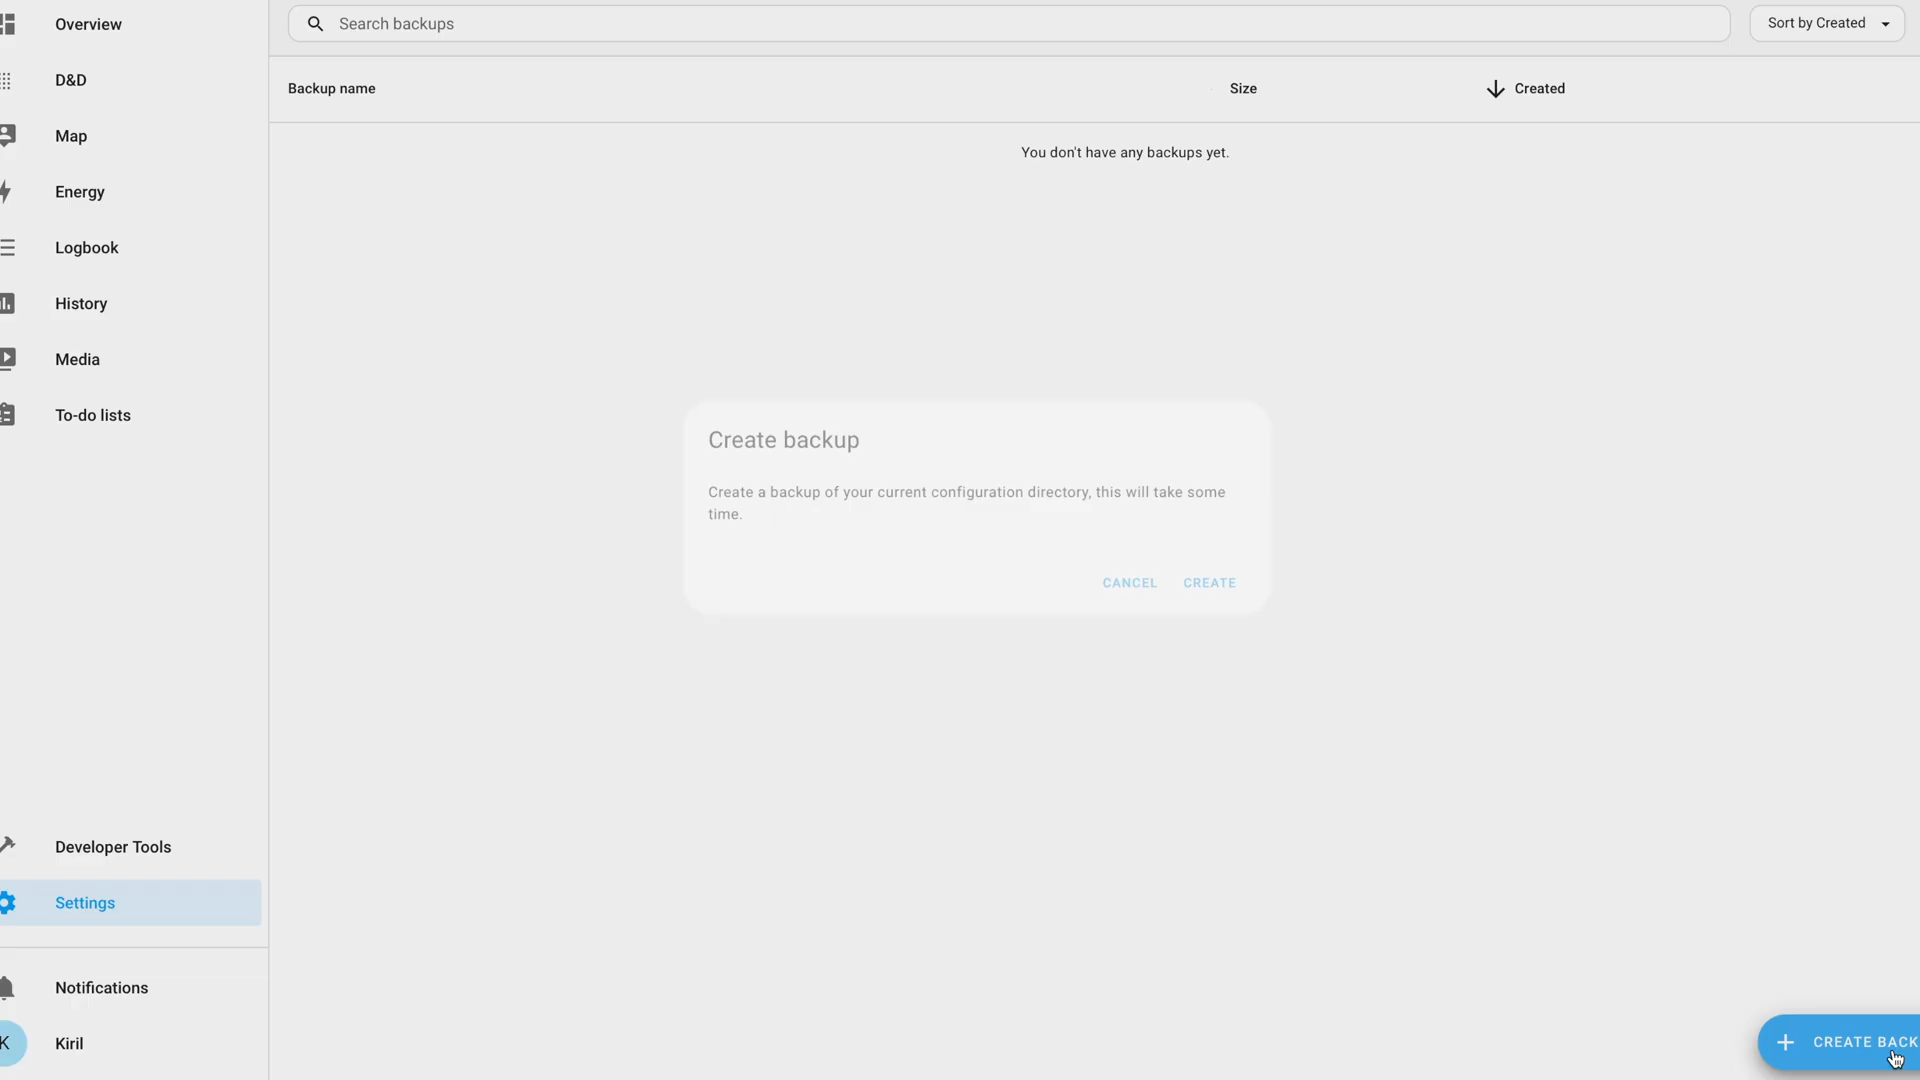 Overview
D&D
Map
Energy
Logbook
History
Media
To-do lists
Developer Tools
Settings
Notifications
K
Kiril
Search backups
Sort by Created
Backup name
Size
Created
You don't have any backups yet.
Create backup
Create a backup of your current configuration directory, this will take some
time.
CANCEL
CREATE
CREATE BACK